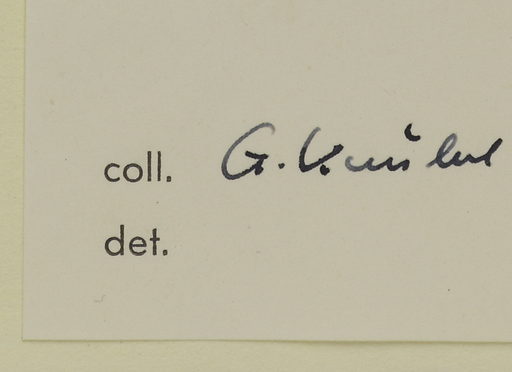 coll. G.
det.